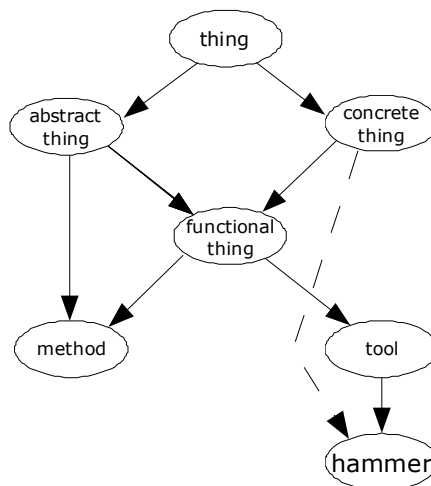 thing
abstract
thing
concrete
thing
functional
thing
method
tool
hammer